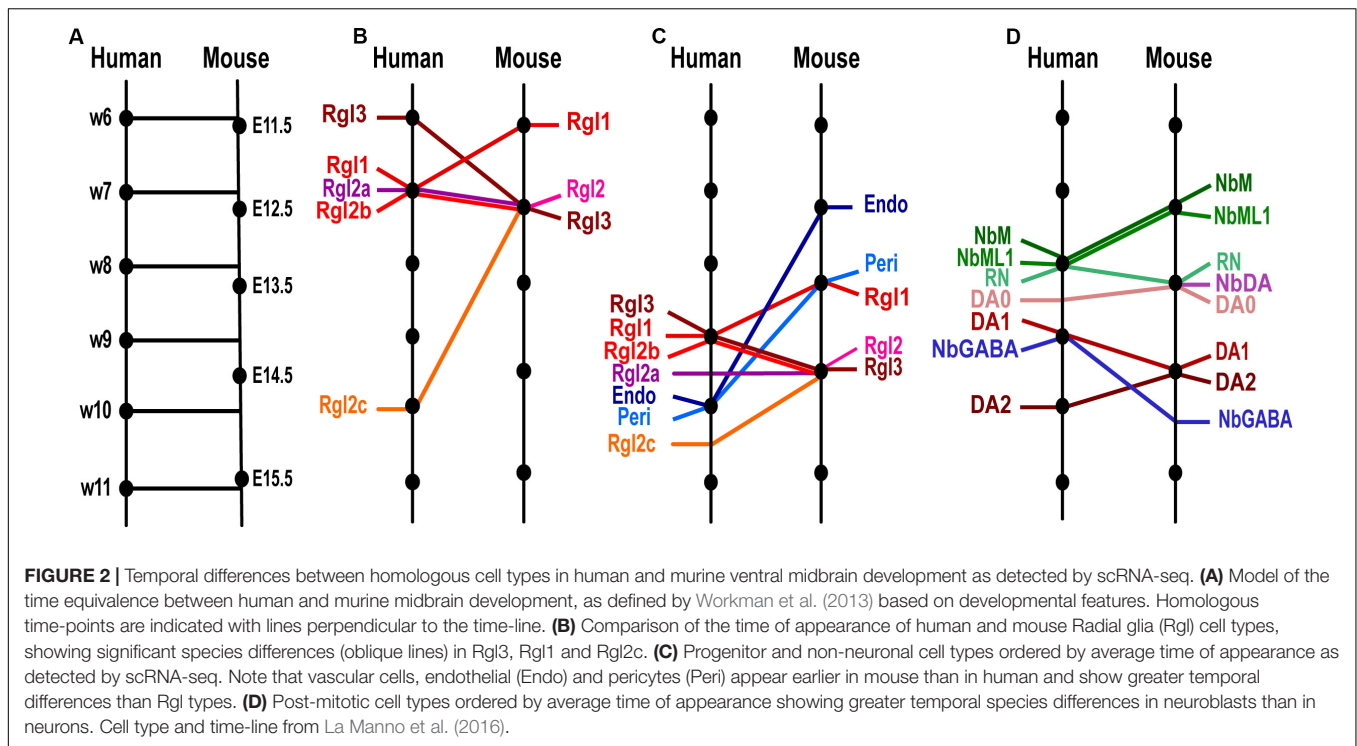 A
Human Mouse
w6
E11.5
w7
E12.5
w8
E13.5
w9
E14.5
w10
w11
E15.5
B
Human Mouse
Rgl3
Rgl1
Rgl1
Rgl2a
Rgl2b
Rgl2
Rgl3
Rgl2c
C
Human Mouse
Endo
Peri
Rgl1
Rgl3
Rgl1
Rgl2b
Rgl2a
Rgl2
Rgl3
Endo
Peri
Rgl2c
D
Human Mouse
NbM
NbML1
NbM
NbML1
RN
RN
NbDA
DA0
DA0
DA1
NbGABA
DA1
DA2
DA2
NbGABA
FIGURE 2 | Temporal differences between homologous cell types in human and murine ventral midbrain development as detected by scRNA-seq. (A) Model of the
time equivalence between human and murine midbrain development, as defined by Workman et al. (2013) based on developmental features. Homologous
time-points are indicated with lines perpendicular to the time-line. (B) Comparison of the time of appearance of human and mouse Radial glia (Rgl) cell types,
showing significant species differences (oblique lines) in Rgl3, Rgl1 and Rgl2c. (C) Progenitor and non-neuronal cell types ordered by average time of appearance as
detected by scRNA-seq. Note that vascular cells, endothelial (Endo) and pericytes (Peri) appear earlier in mouse than in human and show greater temporal
differences than Rgl types. (D) Post-mitotic cell types ordered by average time of appearance showing greater temporal species differences in neuroblasts than in
neurons. Cell type and time-line from La Manno et al. (2016).